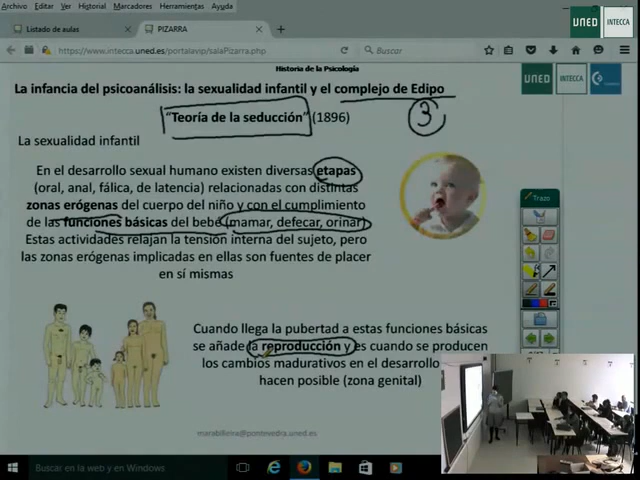 Archivo Editar Ver Historial Marcadores Herramientas Ayuda
Listado de aulas
PIZARRA
https://www.intecca.uned.es/portalavip/salaPizarra.php
Buscar
UNED
INTECCA
Historia de la Psicología
UNED
INTECCA
La infancia del psicoanálisis: la sexualidad infantil y el complejo de Edipo
"Teoría de la seducción" (1896)
3
La sexualidad infantil
En el desarrollo sexual humano existen diversas etapas
(oral, anal, fálica, de latencia) relacionadas con distintas
zonas erógenas del cuerpo del niño y con el cumplimiento
de las funciones básicas del bebé (mamar, defecar, orinar)
Estas actividades relajan la tensión interna del sujeto, pero
las zonas erógenas implicadas en ellas son fuentes de placer
en sí mismas
Trazo
Cuando llega la pubertad a estas funciones básicas
se añade la reproducción y es cuando se producen
los cambios madurativos en el desarrollo
hacen posible (zona genital)
marabilleira@pontevedra.uned.es
Buscar en la web y en Windows